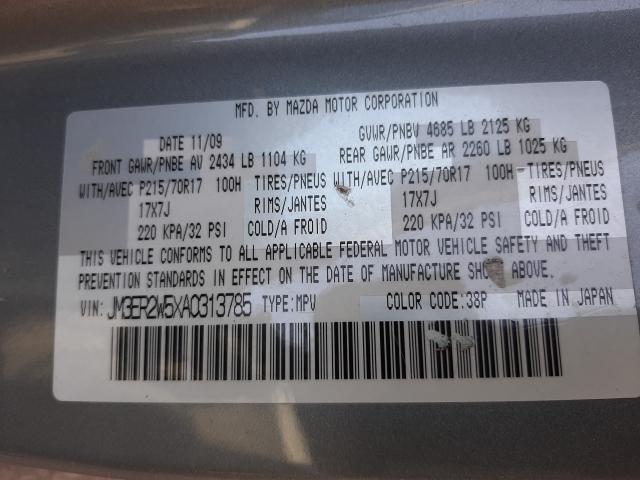 MFD. BY MAZDA MOTOR CORPORATION
DATE 11/09 GVWR/PNBV 4685 LB 2125 KG
FRONT GAWR/PNBE AV 2434 LB 1104 KG REAR GAWR/PNBE AR 2260 LB 1025 KG
WITH/AVEC P215/70R17 100H TIRES/PNEUS WITH/AVEC P215/70R17 100H TIRES/PNEUS
17X7J RIMS/JANTES 17X7J RIMS/JANTES
220 KPA/32 PSI COLD/A FROID 220 KPA/32 PSI COLD/A FROID
THIS VEHICLE CONFORMS TO ALL APPLICABLE FEDERAL MOTOR VEHICLE SAFETY AND THEFT
PREVENTION STANDARDS IN EFFECT ON THE DATE OF MANUFACTURE ABOVE.
VIN: JM3ER2W5XA0313785 TYPE:MPV COLOR CODE:38P MADE IN JAPAN